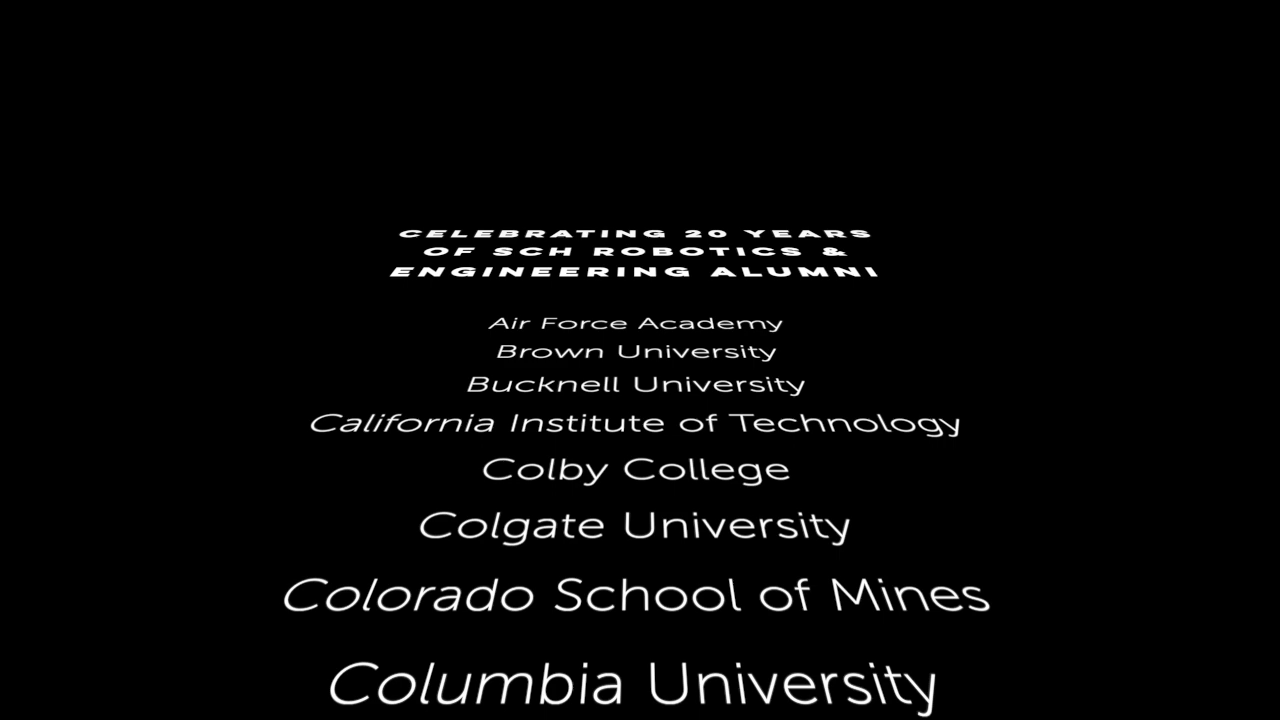 CELEBRATING 20 YEARS
OF SCH ROBOTICS &
ENGINEERING ALUMNI
Air Force Academy
Brown University
Bucknell University
California Institute of Technology
Colby College
Colgate University
Colorado School of Mines
Columbia University